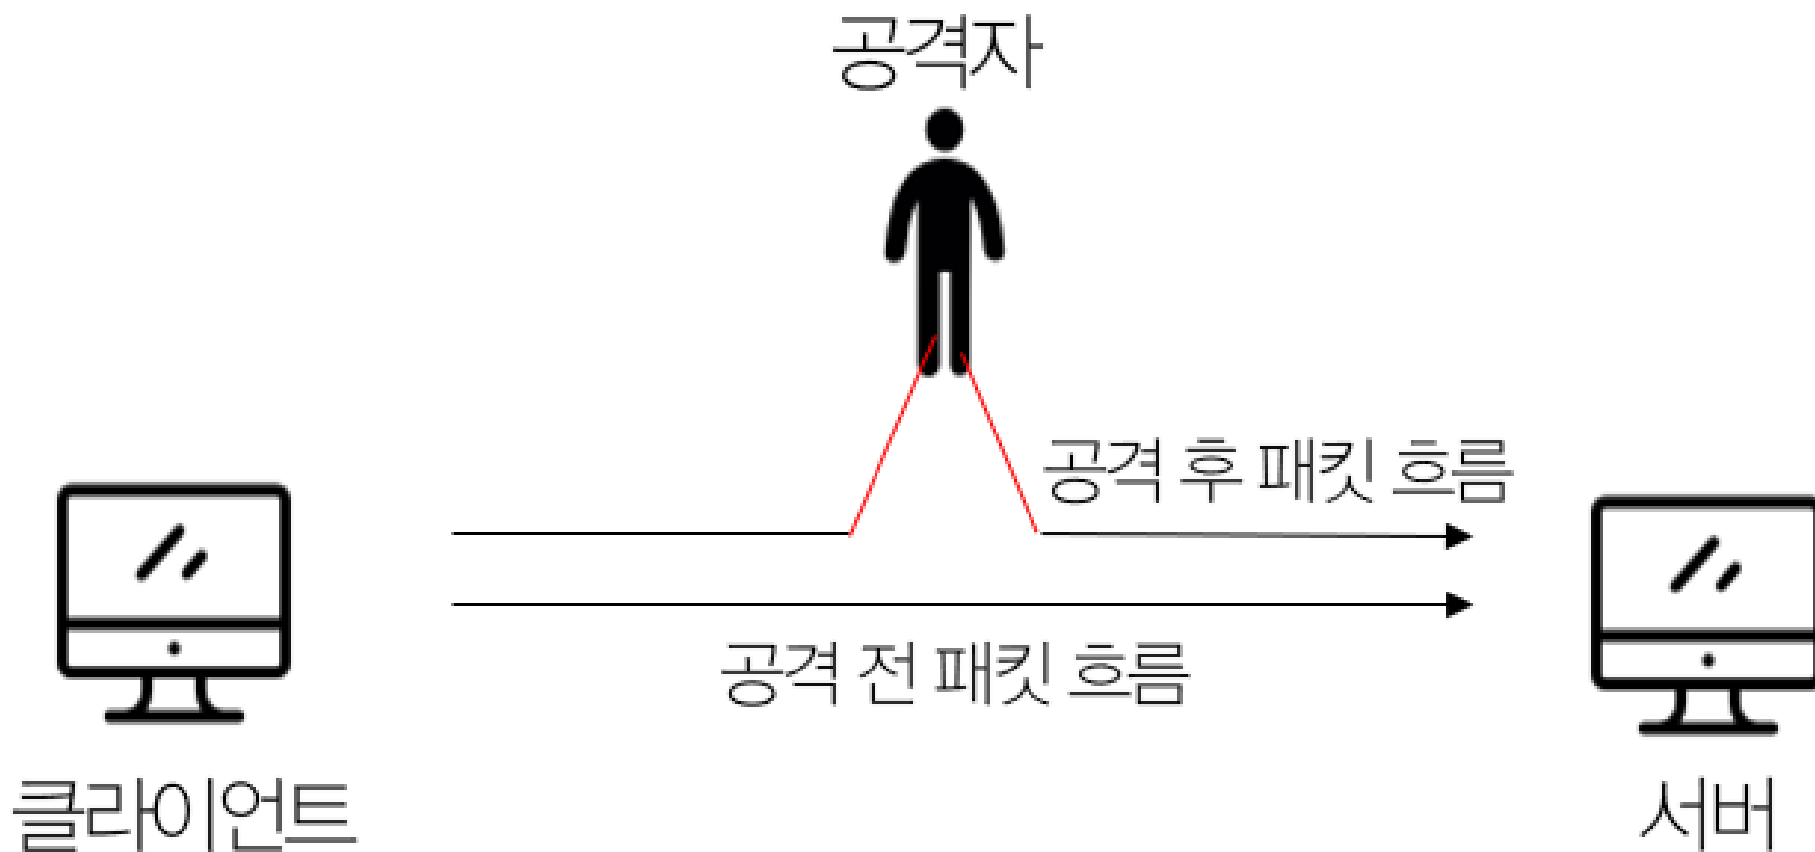 공격자
공격 후 패킷 흐름
공격 전 패킷 흐름
클라이언트
서버